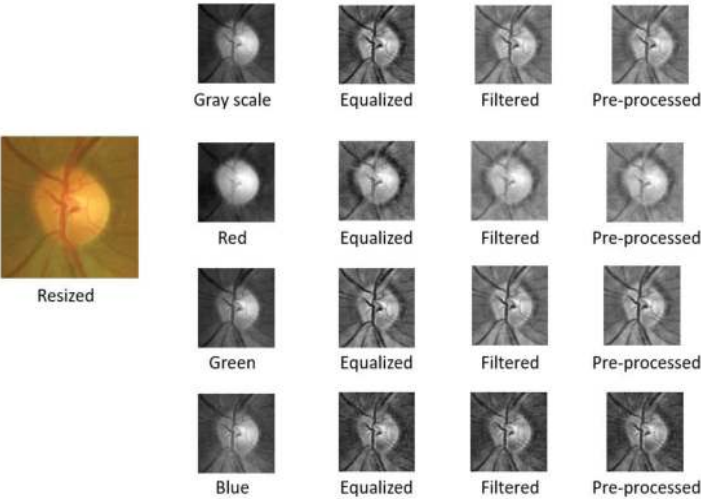 Gray scale Equalized Filtered Pre-processed
Resized
Red Equalized Filtered Pre-processed
Green Equalized Filtered Pre-processed
Blue Equalized Filtered Pre-processed